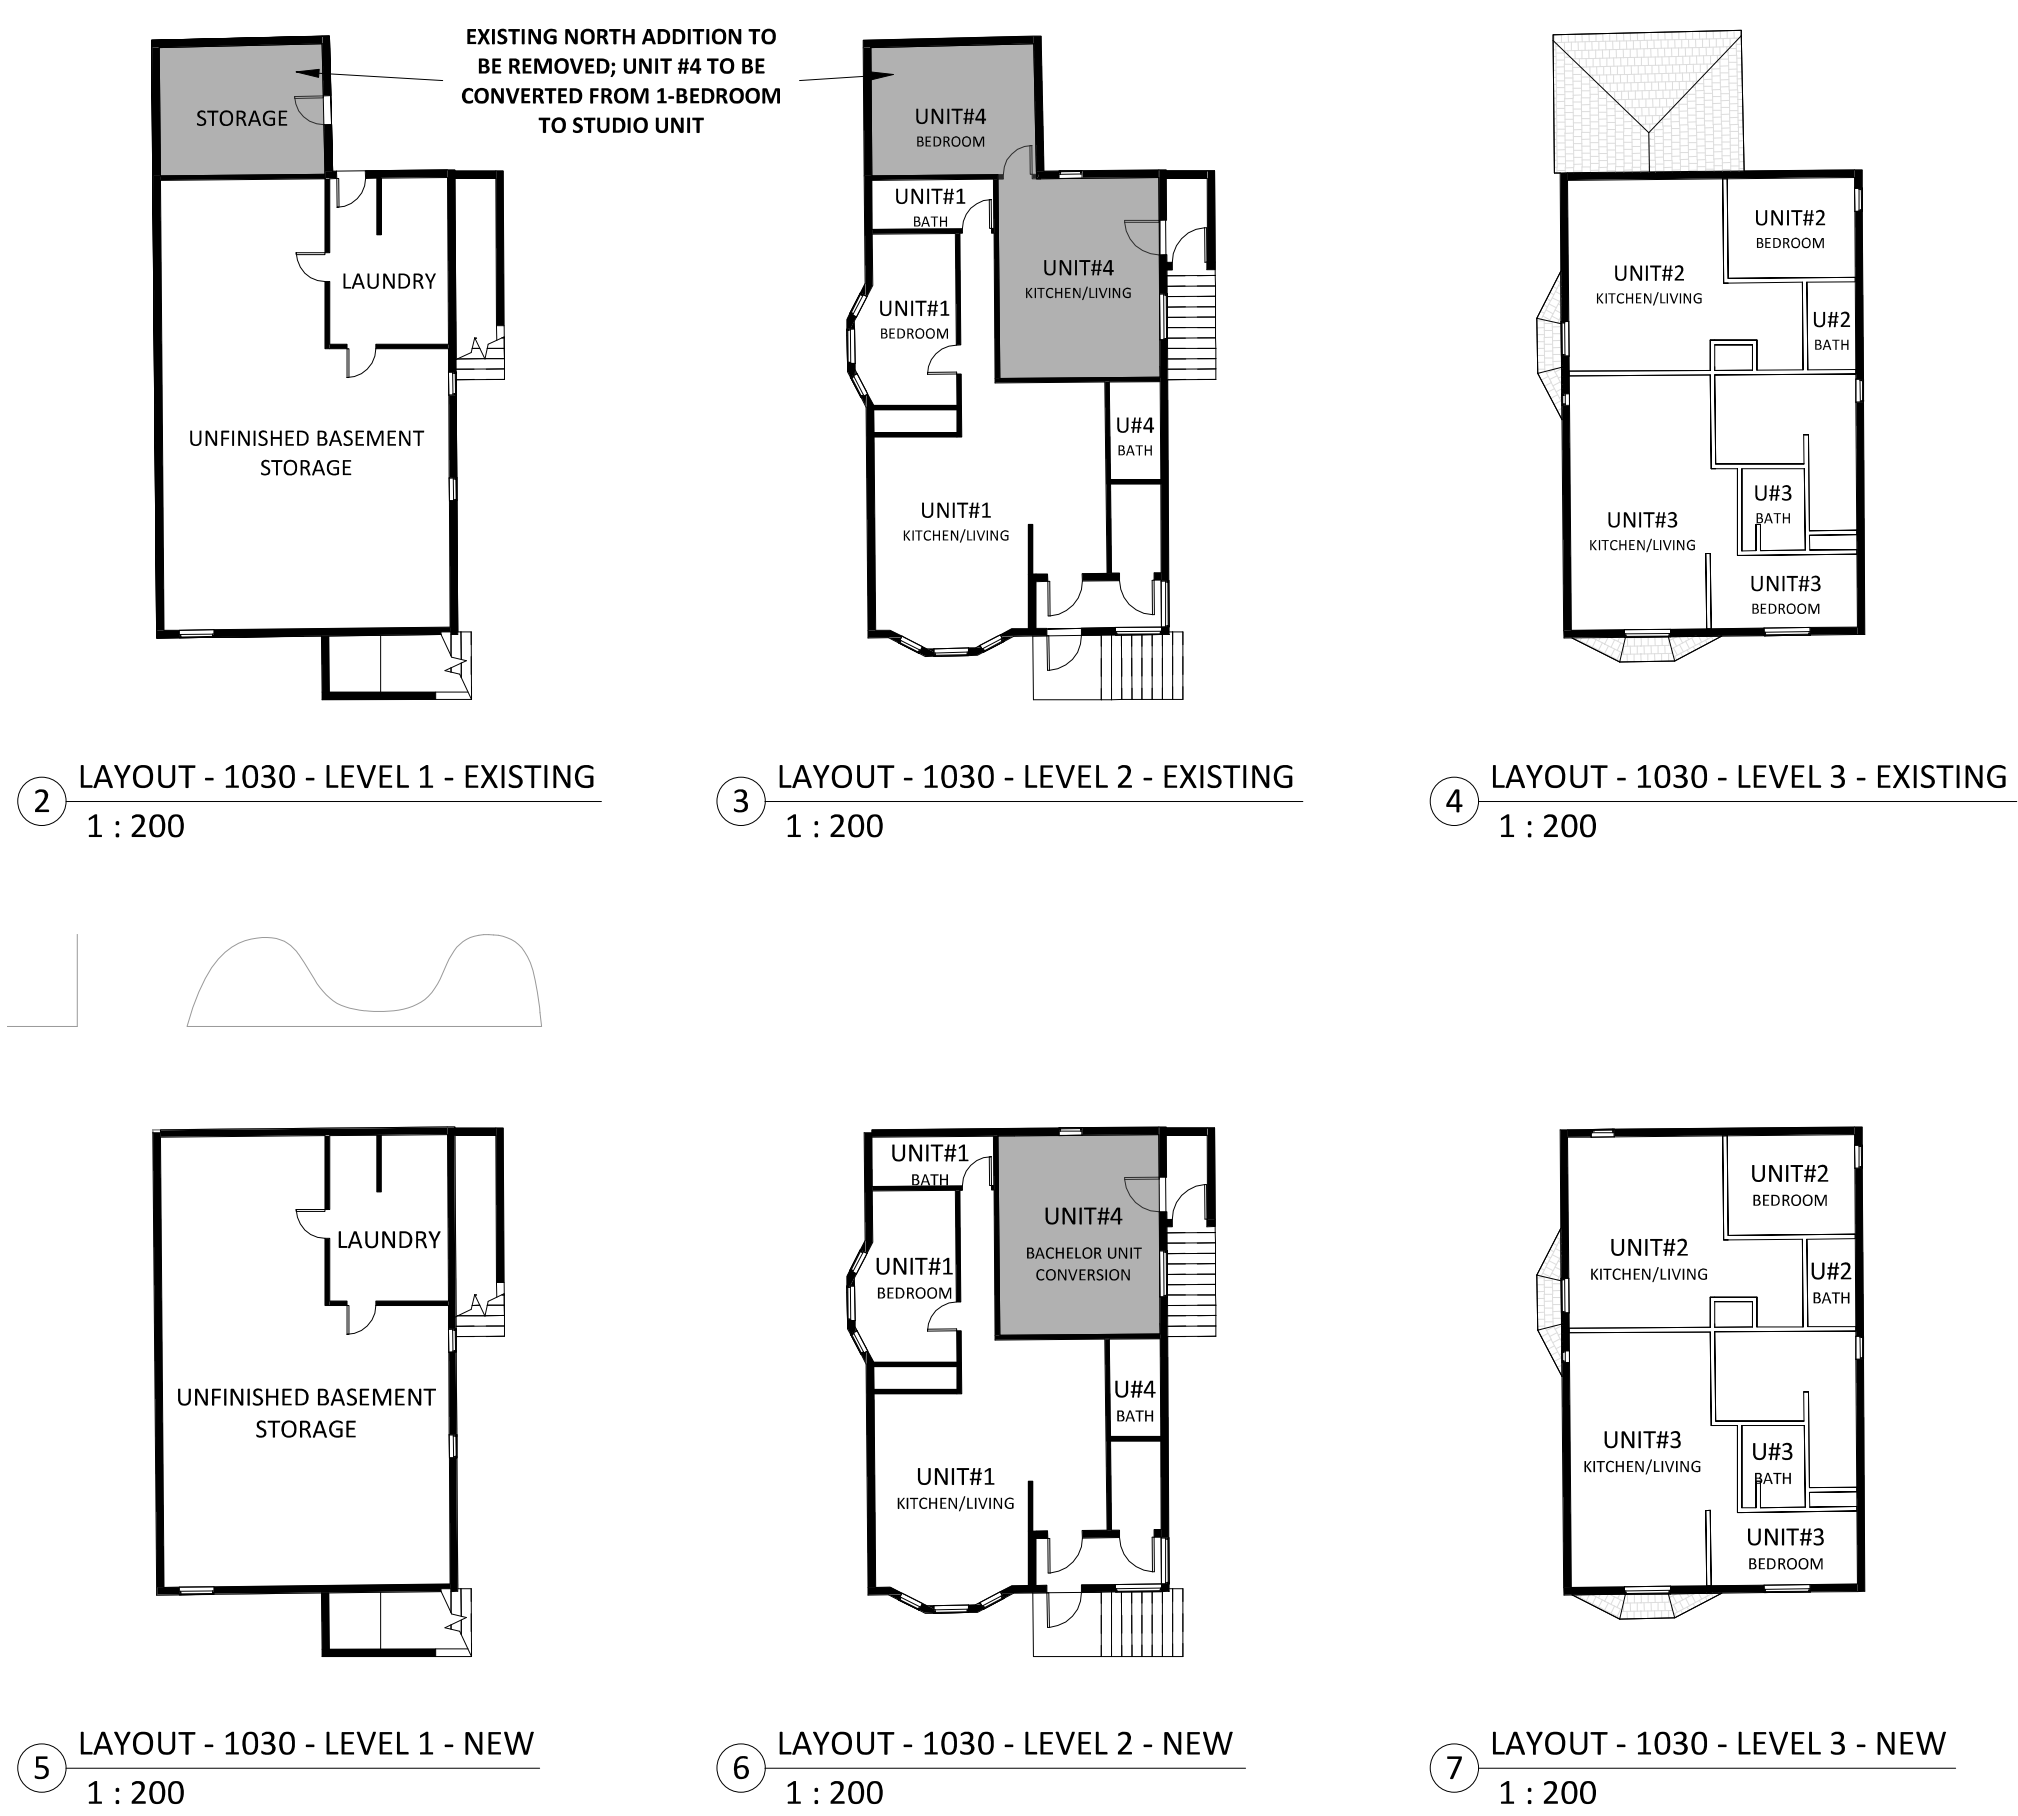 EXISTING NORTH ADDITION TO
BE REMOVED; UNIT #4 TO BE
CONVERTED FROM 1-BEDROOM
TO STUDIO UNIT
STORAGE
LAUNDRY
UNFINISHED BASEMENT
STORAGE
2
LAYOUT - 1030 - LEVEL 1 - EXISTING
1 : 200
UNIT#4
BEDROOM
UNIT#1
BATH
UNIT#4
KITCHEN/LIVING
UNIT#1
BEDROOM
U#4
BATH
UNIT#1
KITCHEN/LIVING
3
LAYOUT - 1030 - LEVEL 2 - EXISTING
1 : 200
UNIT#2
BEDROOM
UNIT#2
KITCHEN/LIVING
U#2
BATH
U#3
BATH
UNIT#3
KITCHEN/LIVING
UNIT#3
BEDROOM
4
LAYOUT - 1030 - LEVEL 3 - EXISTING
1 : 200
LAUNDRY
UNFINISHED BASEMENT
STORAGE
5
LAYOUT - 1030 - LEVEL 1 - NEW
1 : 200
UNIT#1
BATH
UNIT#4
BACHELOR UNIT
CONVERSION
UNIT#1
BEDROOM
U#4
BATH
UNIT#1
KITCHEN/LIVING
6
LAYOUT - 1030 - LEVEL 2 - NEW
1 : 200
UNIT#2
BEDROOM
UNIT#2
KITCHEN/LIVING
U#2
BATH
UNIT#3
KITCHEN/LIVING
U#3
BATH
UNIT#3
BEDROOM
7
LAYOUT - 1030 - LEVEL 3 - NEW
1 : 200